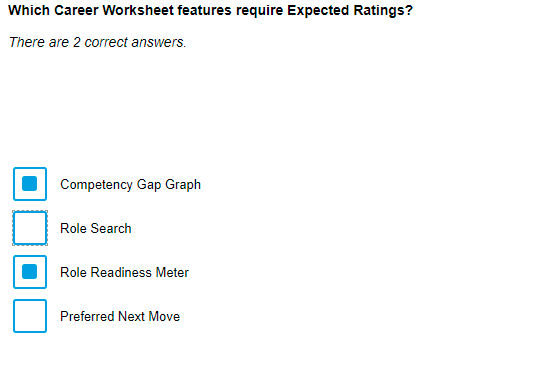 Which Career Worksheet features require Expected Ratings?
There are 2 correct answers.
Competency Gap Graph
Role Search
Role Readiness Meter
Preferred Next Move